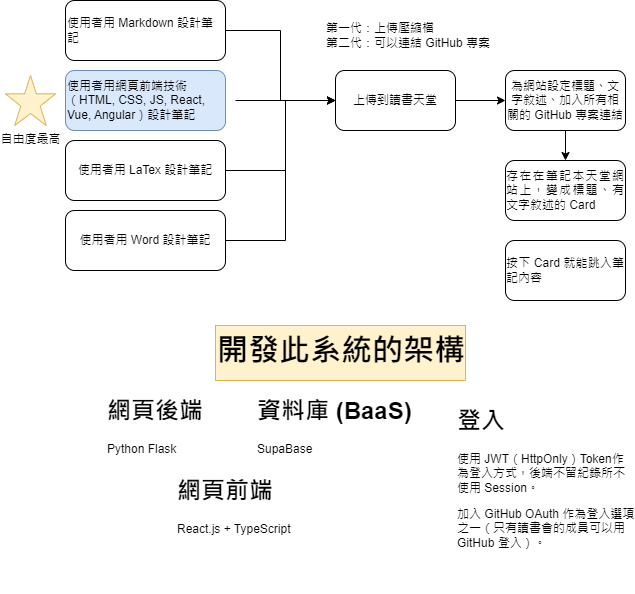 使用者用 Markdown 設計筆
記
第一代：上傳壓縮檔
第二代：可以連結 GitHub 專案
使用者用網頁前端技術
（HTML, CSS, JS, React,
Vue, Angular）設計筆記
自由度最高
上傳到讀書天堂
為網站設定標題、文
字敘述、加入所有相
關的 GitHub 專案連結
使用者用 LaTex 設計筆記
存在在筆記本天堂網
站上，變成標題、有
文字敘述的 Card
使用者用 Word 設計筆記
按下 Card 就能跳入筆
記內容
開發此系統的架構
網頁後端
Python Flask
資料庫 (BaaS)
SupaBase
登入
使用 JWT（HttpOnly）Token作
為登入方式，後端不留紀錄所不
使用 Session。
加入 GitHub OAuth 作為登入選項
之一（只有讀書會的成員可以用
GitHub 登入）。
網頁前端
React.js + TypeScript